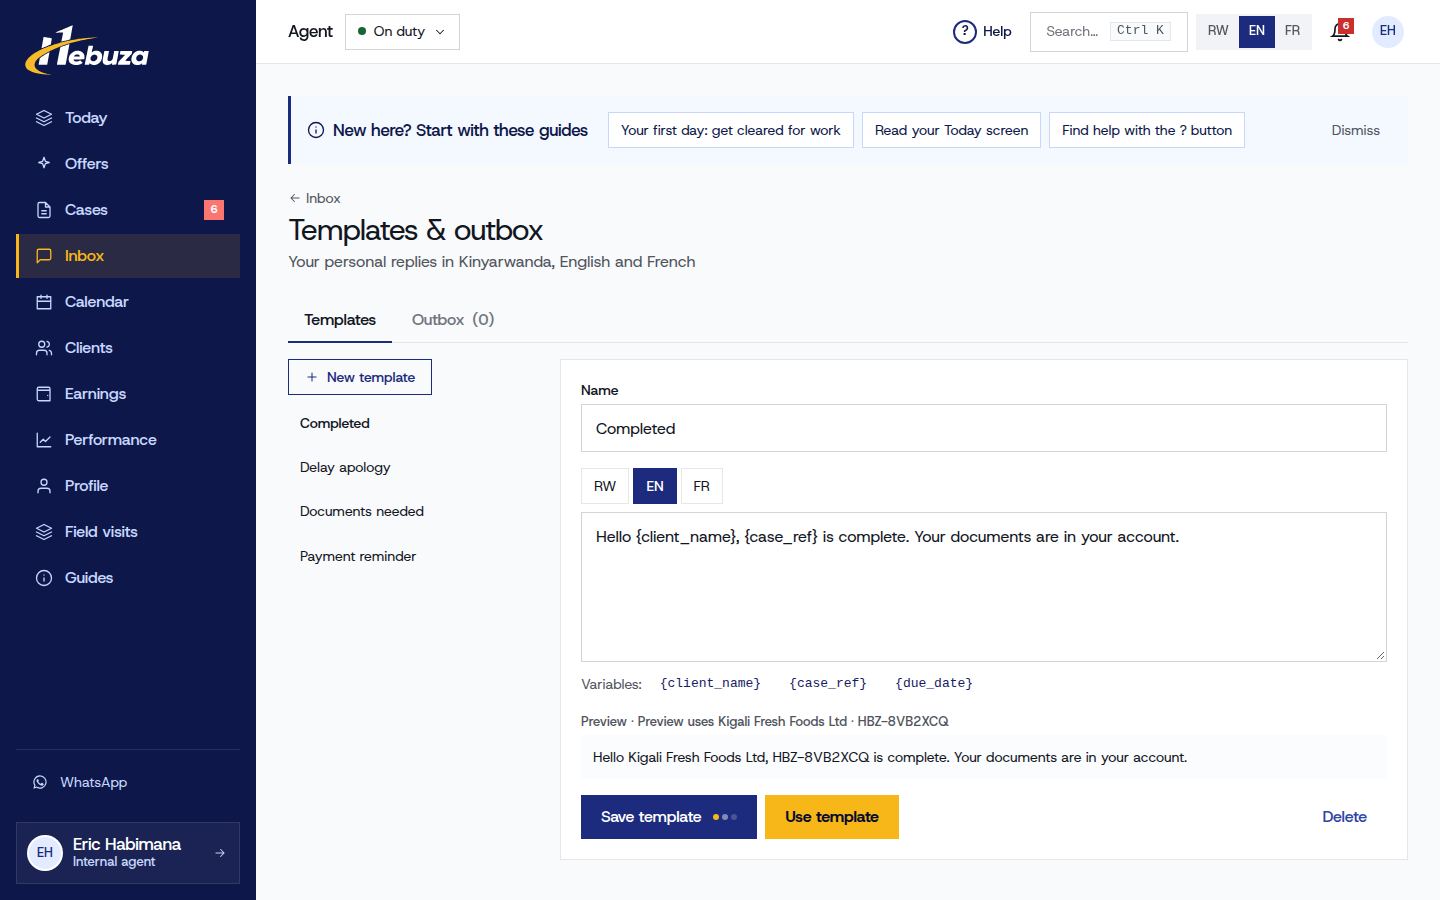 Hebuza
Today
Offers
Cases 6
Inbox
Calendar
Clients
Earnings
Performance
Profile
Field visits
Guides
WhatsApp
EH
Eric Habimana
Internal agent
Agent
On duty
? Help
Search... Ctrl K
RW EN FR
6
EH
New here? Start with these guides
Your first day: get cleared for work
Read your Today screen
Find help with the ? button
Dismiss
← Inbox
Templates & outbox
Your personal replies in Kinyarwanda, English and French
Templates
Outbox (0)
+ New template
Completed
Delay apology
Documents needed
Payment reminder
Name
Completed
RW EN FR
Hello {client_name}, {case_ref} is complete. Your documents are in your account.
Variables: {client_name} {case_ref} {due_date}
Preview · Preview uses Kigali Fresh Foods Ltd · HBZ-8VB2XCQ
Hello Kigali Fresh Foods Ltd, HBZ-8VB2XCQ is complete. Your documents are in your account.
Save template
Use template
Delete